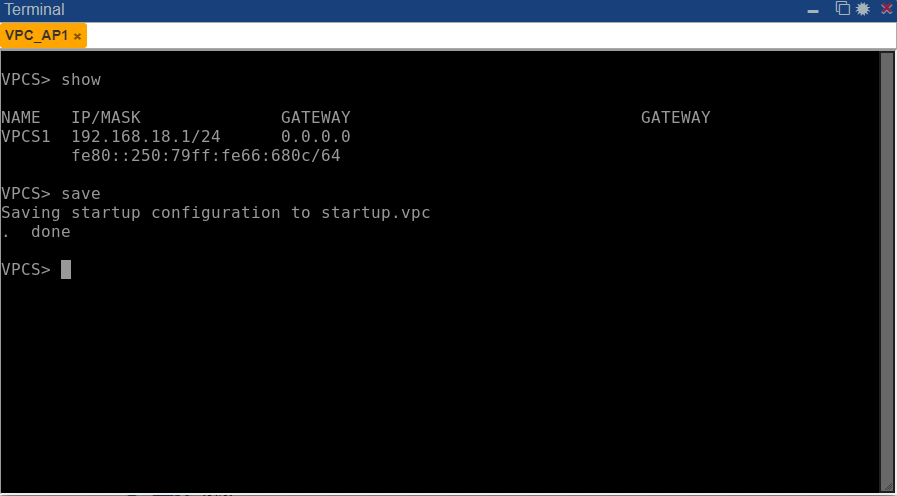 Terminal
VPC_AP1 ×
VPCS> show
NAME   IP/MASK              GATEWAY                             GATEWAY
VPCS1  192.168.18.1/24      0.0.0.0
       fe80::250:79ff:fe66:680c/64
VPCS> save
Saving startup configuration to startup.vpc
.  done
VPCS>